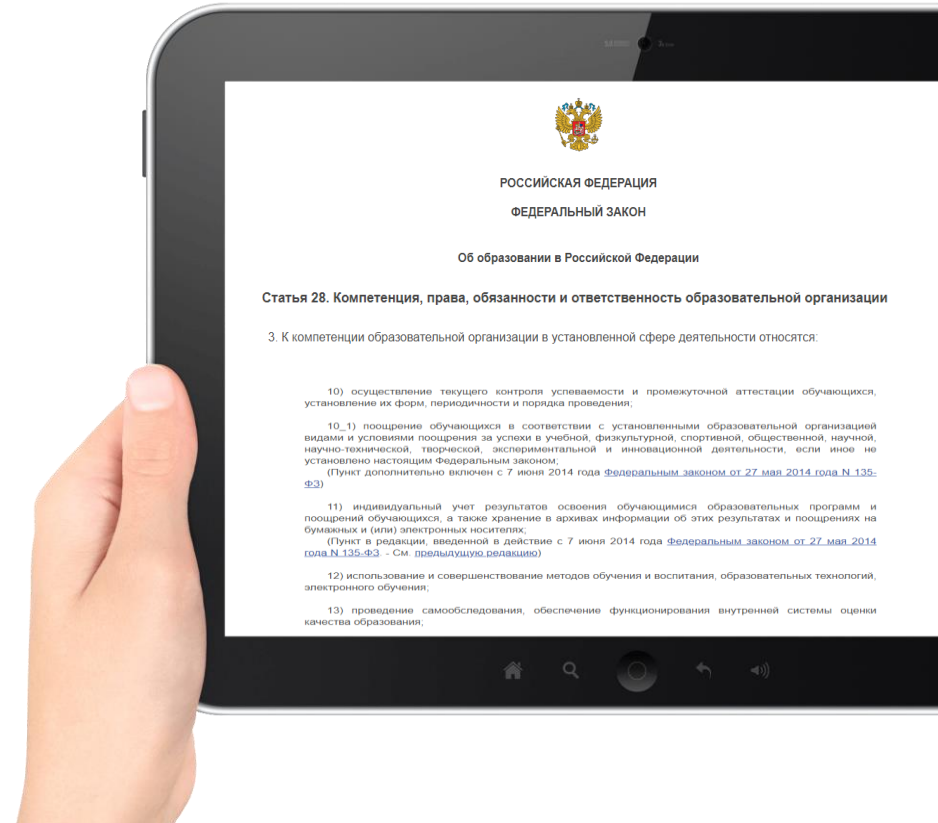 РОССИЙСКАЯ ФЕДЕРАЦИЯ
ФЕДЕРАЛЬНЫЙ ЗАКОН
Об образовании в Российской Федерации
Статья 28. Компетенция, права, обязанности и ответственность образовательной организации
3. К компетенции образовательной организации в установленной сфере деятельности относятся:
10) осуществление текущего контроля успеваемости и промежуточной аттестации обучающихся,
установление их форм, периодичности и порядка проведения;
10_1) поощрение обучающихся в соответствии с установленными образовательной организацией
видами и условиями поощрения за успехи в учебной, физкультурной, спортивной, общественной, научной,
научно-технической, творческой, экспериментальной и инновационной деятельности, если иное не
установлено настоящим Федеральным законом;
(Пункт дополнительно включен с 7 июня 2014 года Федеральным законом от 27 мая 2014 года N 135-
ФЗ)
11) индивидуальный учет результатов освоения обучающимися образовательных программ и
поощрений обучающихся, а также хранение в архивах информации об этих результатах и поощрениях на
бумажных и (или) электронных носителях;
(Пункт в редакции, введенной в действие с 7 июня 2014 года Федеральным законом от 27 мая 2014
года N 135-ФЗ. - См. предыдущую редакцию)
12) использование и совершенствование методов обучения и воспитания, образовательных технологий,
электронного обучения;
13) проведение самообследования, обеспечение функционирования внутренней системы оценки
качества образования;